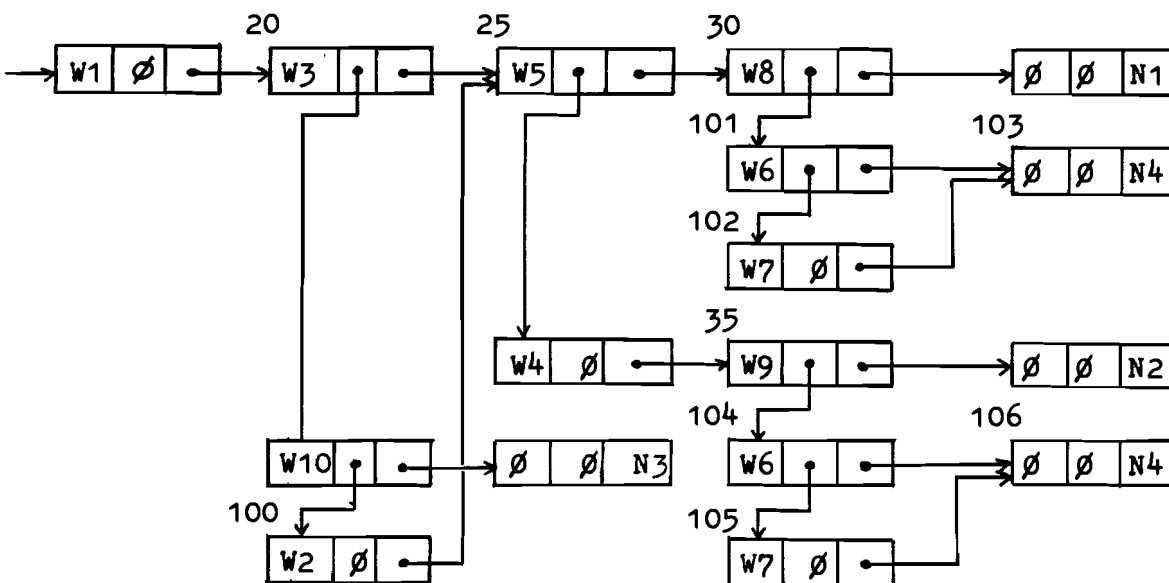 20 25 30
W1 Ø W3 W5 W8 Ø Ø N1
101 103
W6 Ø Ø N4
102
W7 Ø
35
W4 Ø W9 Ø Ø N2
104 106
W10 Ø Ø N3 W6 Ø Ø N4
100 105
W2 Ø W7 Ø